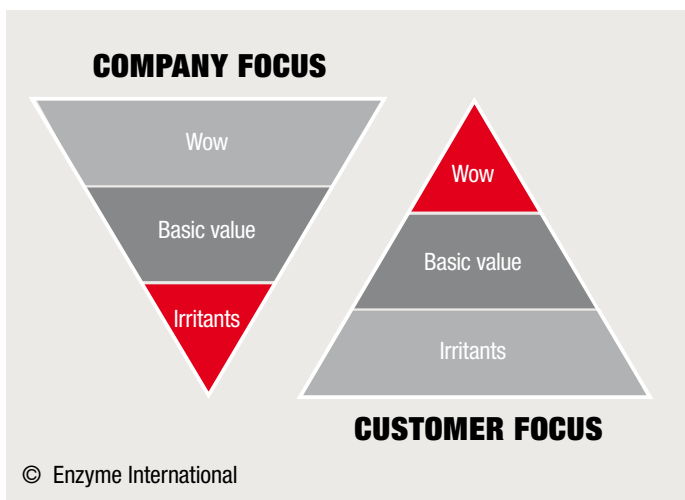 COMPANY FOCUS
Wow
Basic value
Irritants
Wow
Basic value
Irritants
CUSTOMER FOCUS
© Enzyme International